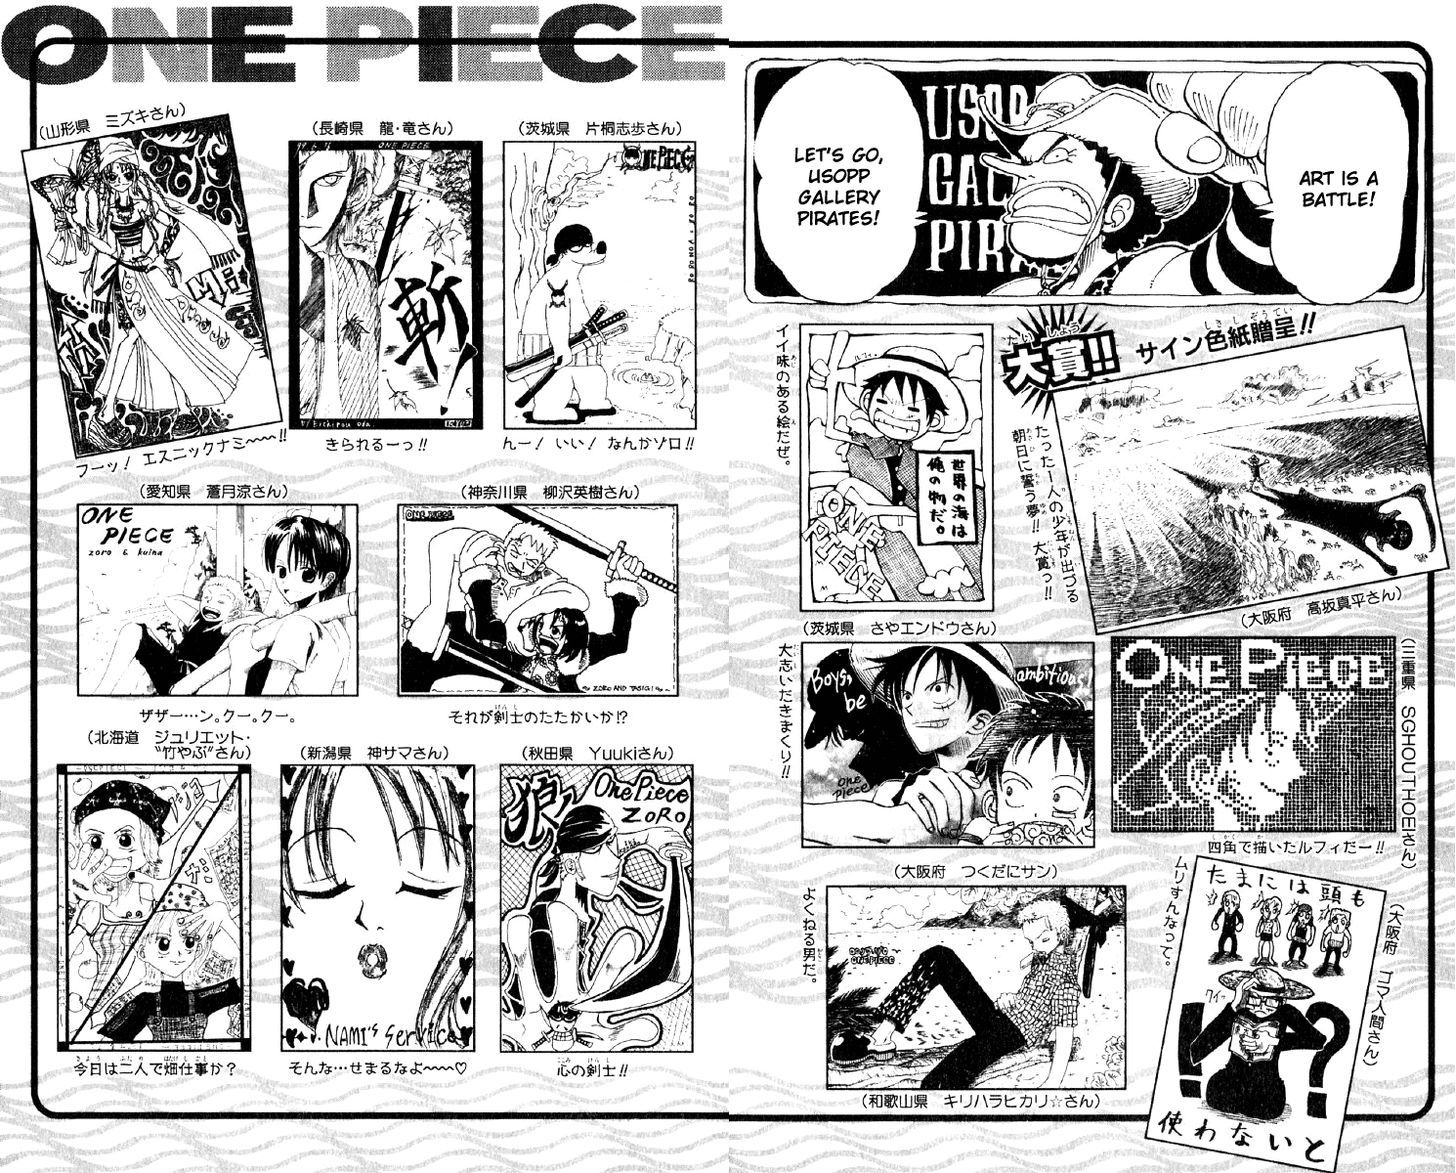 ONE PIECE
(山形県　ミズキさん)
フーッ！ エスニックナミ〜〜!!
(長崎県　龍・竜さん)
ONE PIECE
斬
きられるーっ!!
(茨城県　片桐志歩さん)
ONE PIECE
んー！ いい！ なんかゾロ!!
(愛知県　蒼月涼さん)
ONE
PIECE
zoro & kuina
ザザー…ン。クー。クー。
(神奈川県　柳沢英樹さん)
ONE PIECE
ZORO AND TASIGI
それが剣士のたたかいか!?
(北海道　ジュリエット・
"竹やぶ"さん)
今日は二人で畑仕事か？
(新潟県　神サマさん)
NAMI's Service
そんな…せまるなよ〜〜♡
(秋田県　Yuukiさん)
狼
One Piece
ZORO
心の剣士!!
LET'S GO,
USOPP
GALLERY
PIRATES!
USOP
GAL
PIRA
ART IS A
BATTLE!
イイ味のある絵だぜ。
世界の海は
俺の物だ。
ONE
PIECE
(茨城県　さやエンドウさん)
大賞!!
サイン色紙贈呈!!
たった一人の少年が出づる
朝日に誓う夢!! 大賞っ!!
(大阪府　高坂真平さん)
大志いだきまくり!!
Boys,
be
ambitious
One
Piece
(大阪府　つくだにサン)
ONE PIECE
(三重県　SGHOUTHOEさん)
四角で描いたルフィだー!!
よくねる男だ。
ONE PIECE
(和歌山県　キリハラヒカリ☆さん)
ムリすんなって。
たまには頭も
クイッ
!?
使わないと
(大阪府　ゴマ人間さん)